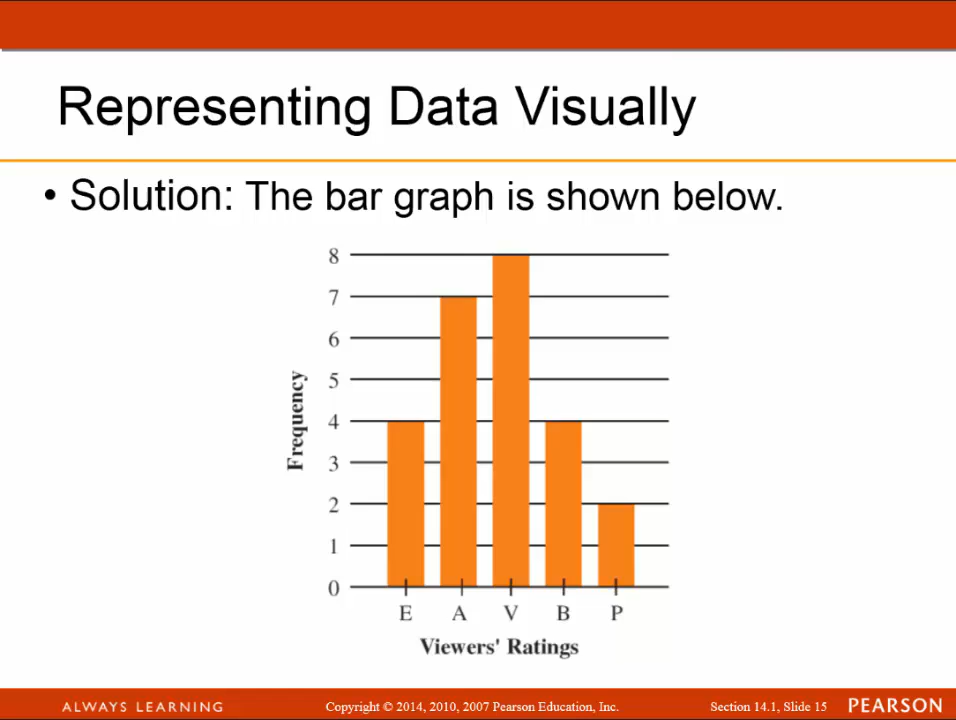 Representing Data Visually
• Solution: The bar graph is shown below.
8
7
6
5
4
3
2
1
0
Frequency
E A V B P
Viewers' Ratings
ALWAYS LEARNING Copyright © 2014, 2010, 2007 Pearson Education, Inc. Section 14.1, Slide 15 PEARSON